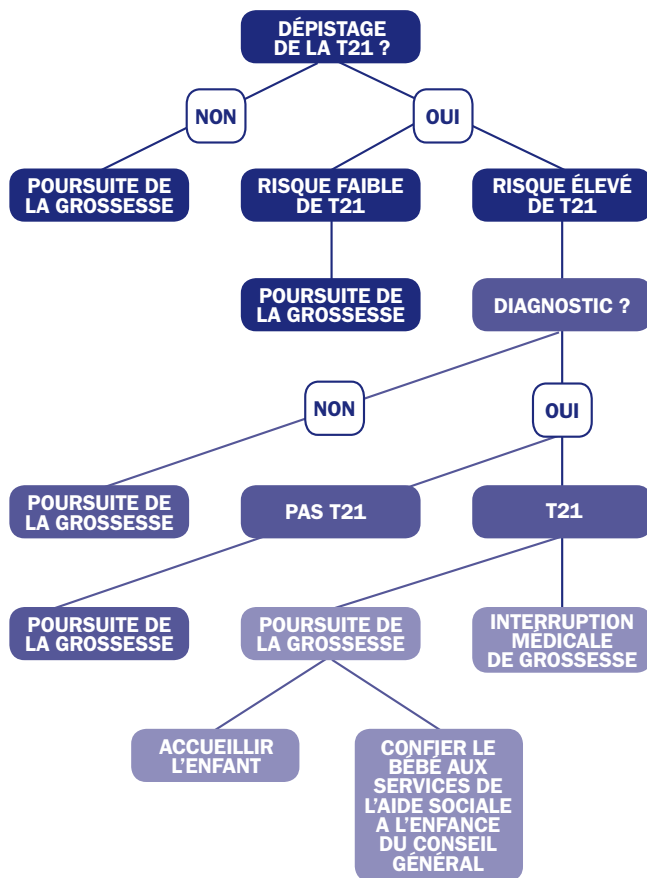 DÉPISTAGE
DE LA T21 ?
NON
OUI
POURSUITE DE
LA GROSSESSE
RISQUE FAIBLE
DE T21
RISQUE ÉLEVÉ
DE T21
POURSUITE DE
LA GROSSESSE
DIAGNOSTIC ?
NON
OUI
POURSUITE DE
LA GROSSESSE
PAS T21
T21
POURSUITE DE
LA GROSSESSE
POURSUITE DE
LA GROSSESSE
INTERRUPTION
MÉDICALE
DE GROSSESSE
ACCUEILLIR
L'ENFANT
CONFIER LE
BÉBÉ AUX
SERVICES DE
L'AIDE SOCIALE
A L'ENFANCE
DU CONSEIL
GÉNÉRAL